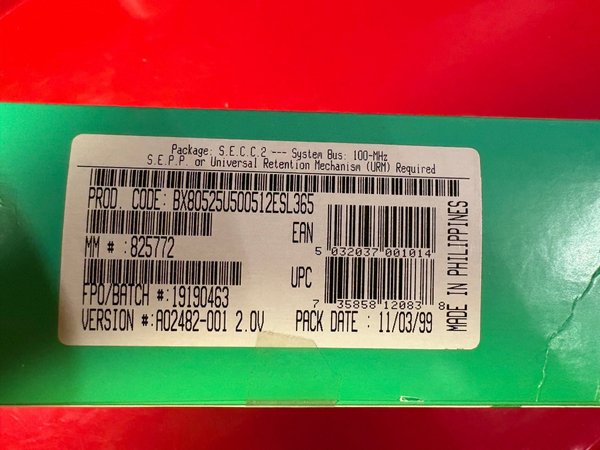 Package: S.E.C.C.2 --- System Bus: 100-MHz
S.E.P.P. or Universal Retention Mechanism (URM) Required
PROD. CODE: BX80525U500512ESL365
EAN
5 032037 001014
MM # :825772
UPC
7 35858 12083 8
FPO/BATCH #:19190463
VERSION #:A02482-001 2.0V
PACK DATE : 11/03/99
MADE IN PHILIPPINES